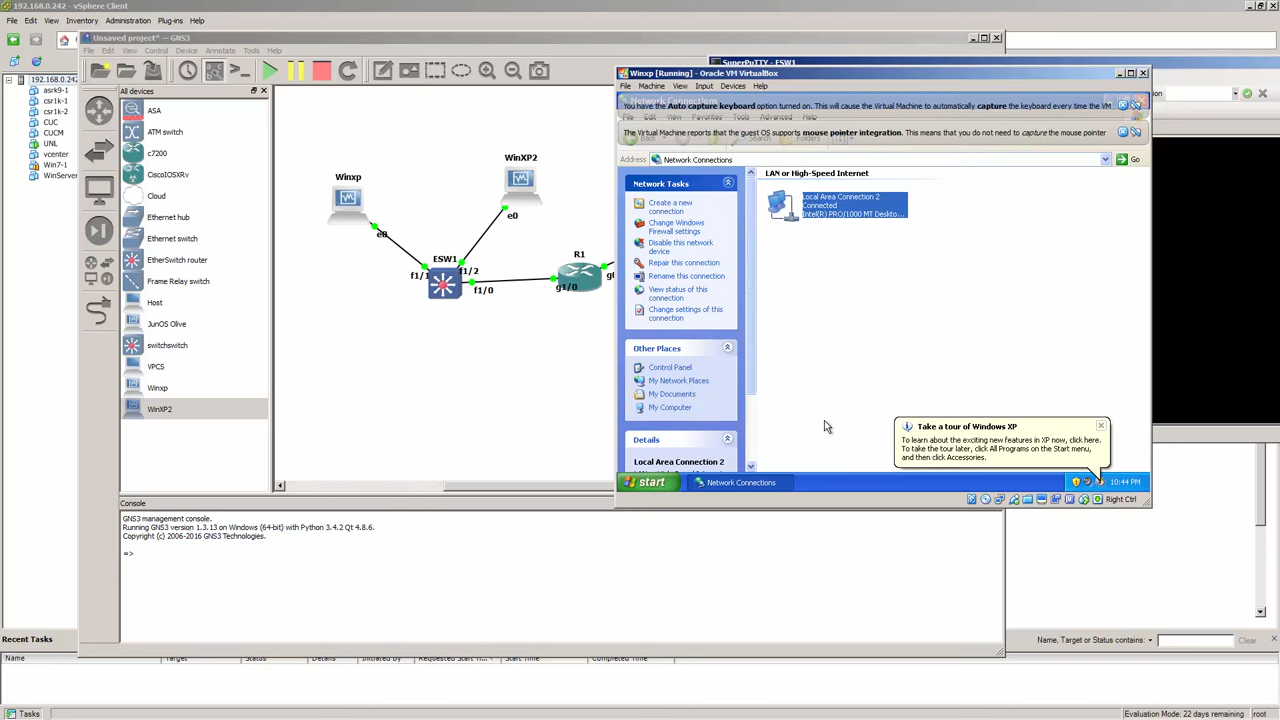 192.168.0.242 - vSphere Client
File Edit View Inventory Administration Plug-ins Help
192.168.0.242
asr9-1
csr1k-1
csr1k-2
CUC
CUCM
UNL
vcenter
Win7-1
WinServer
Unsaved project* — GNS3
File Edit View Control Device Annotate Tools Help
All devices
ASA
ATM switch
c7200
CiscoIOSXRv
Cloud
Ethernet hub
Ethernet switch
EtherSwitch router
Frame Relay switch
Host
JunOS Olive
switchswitch
VPCS
Winxp
WinXP2
Winxp
e0
WinXP2
e0
ESW1
f1/1
f1/2
f1/0
R1
g1/0
Console
GNS3 management console.
Running GNS3 version 1.3.13 on Windows (64-bit) with Python 3.4.2 Qt 4.8.6.
Copyright (c) 2006-2016 GNS3 Technologies.
=>
SuperPuTTY - ESW1
Winxp [Running] - Oracle VM VirtualBox
File Machine View Input Devices Help
You have the Auto capture keyboard option turned on. This will cause the Virtual Machine to automatically capture the keyboard every time the VM
The Virtual Machine reports that the guest OS supports mouse pointer integration. This means that you do not need to capture the mouse pointer
Address Network Connections Go
Network Tasks
Create a new
connection
Change Windows
Firewall settings
Disable this network
device
Repair this connection
Rename this connection
View status of this
connection
Change settings of this
connection
Other Places
Control Panel
My Network Places
My Documents
My Computer
Details
Local Area Connection 2
LAN or High-Speed Internet
Local Area Connection 2
Connected
Intel(R) PRO/1000 MT Deskto...
Take a tour of Windows XP
To learn about the exciting new features in XP now, click here.
To take the tour later, click All Programs on the Start menu,
and then click Accessories.
start Network Connections 10:44 PM
Right Ctrl
Recent Tasks
Name, Target or Status contains: Clear
Name Target Status Details Initiated by Requested Start Ti... Start Time Completed Time
Tasks Evaluation Mode: 22 days remaining root